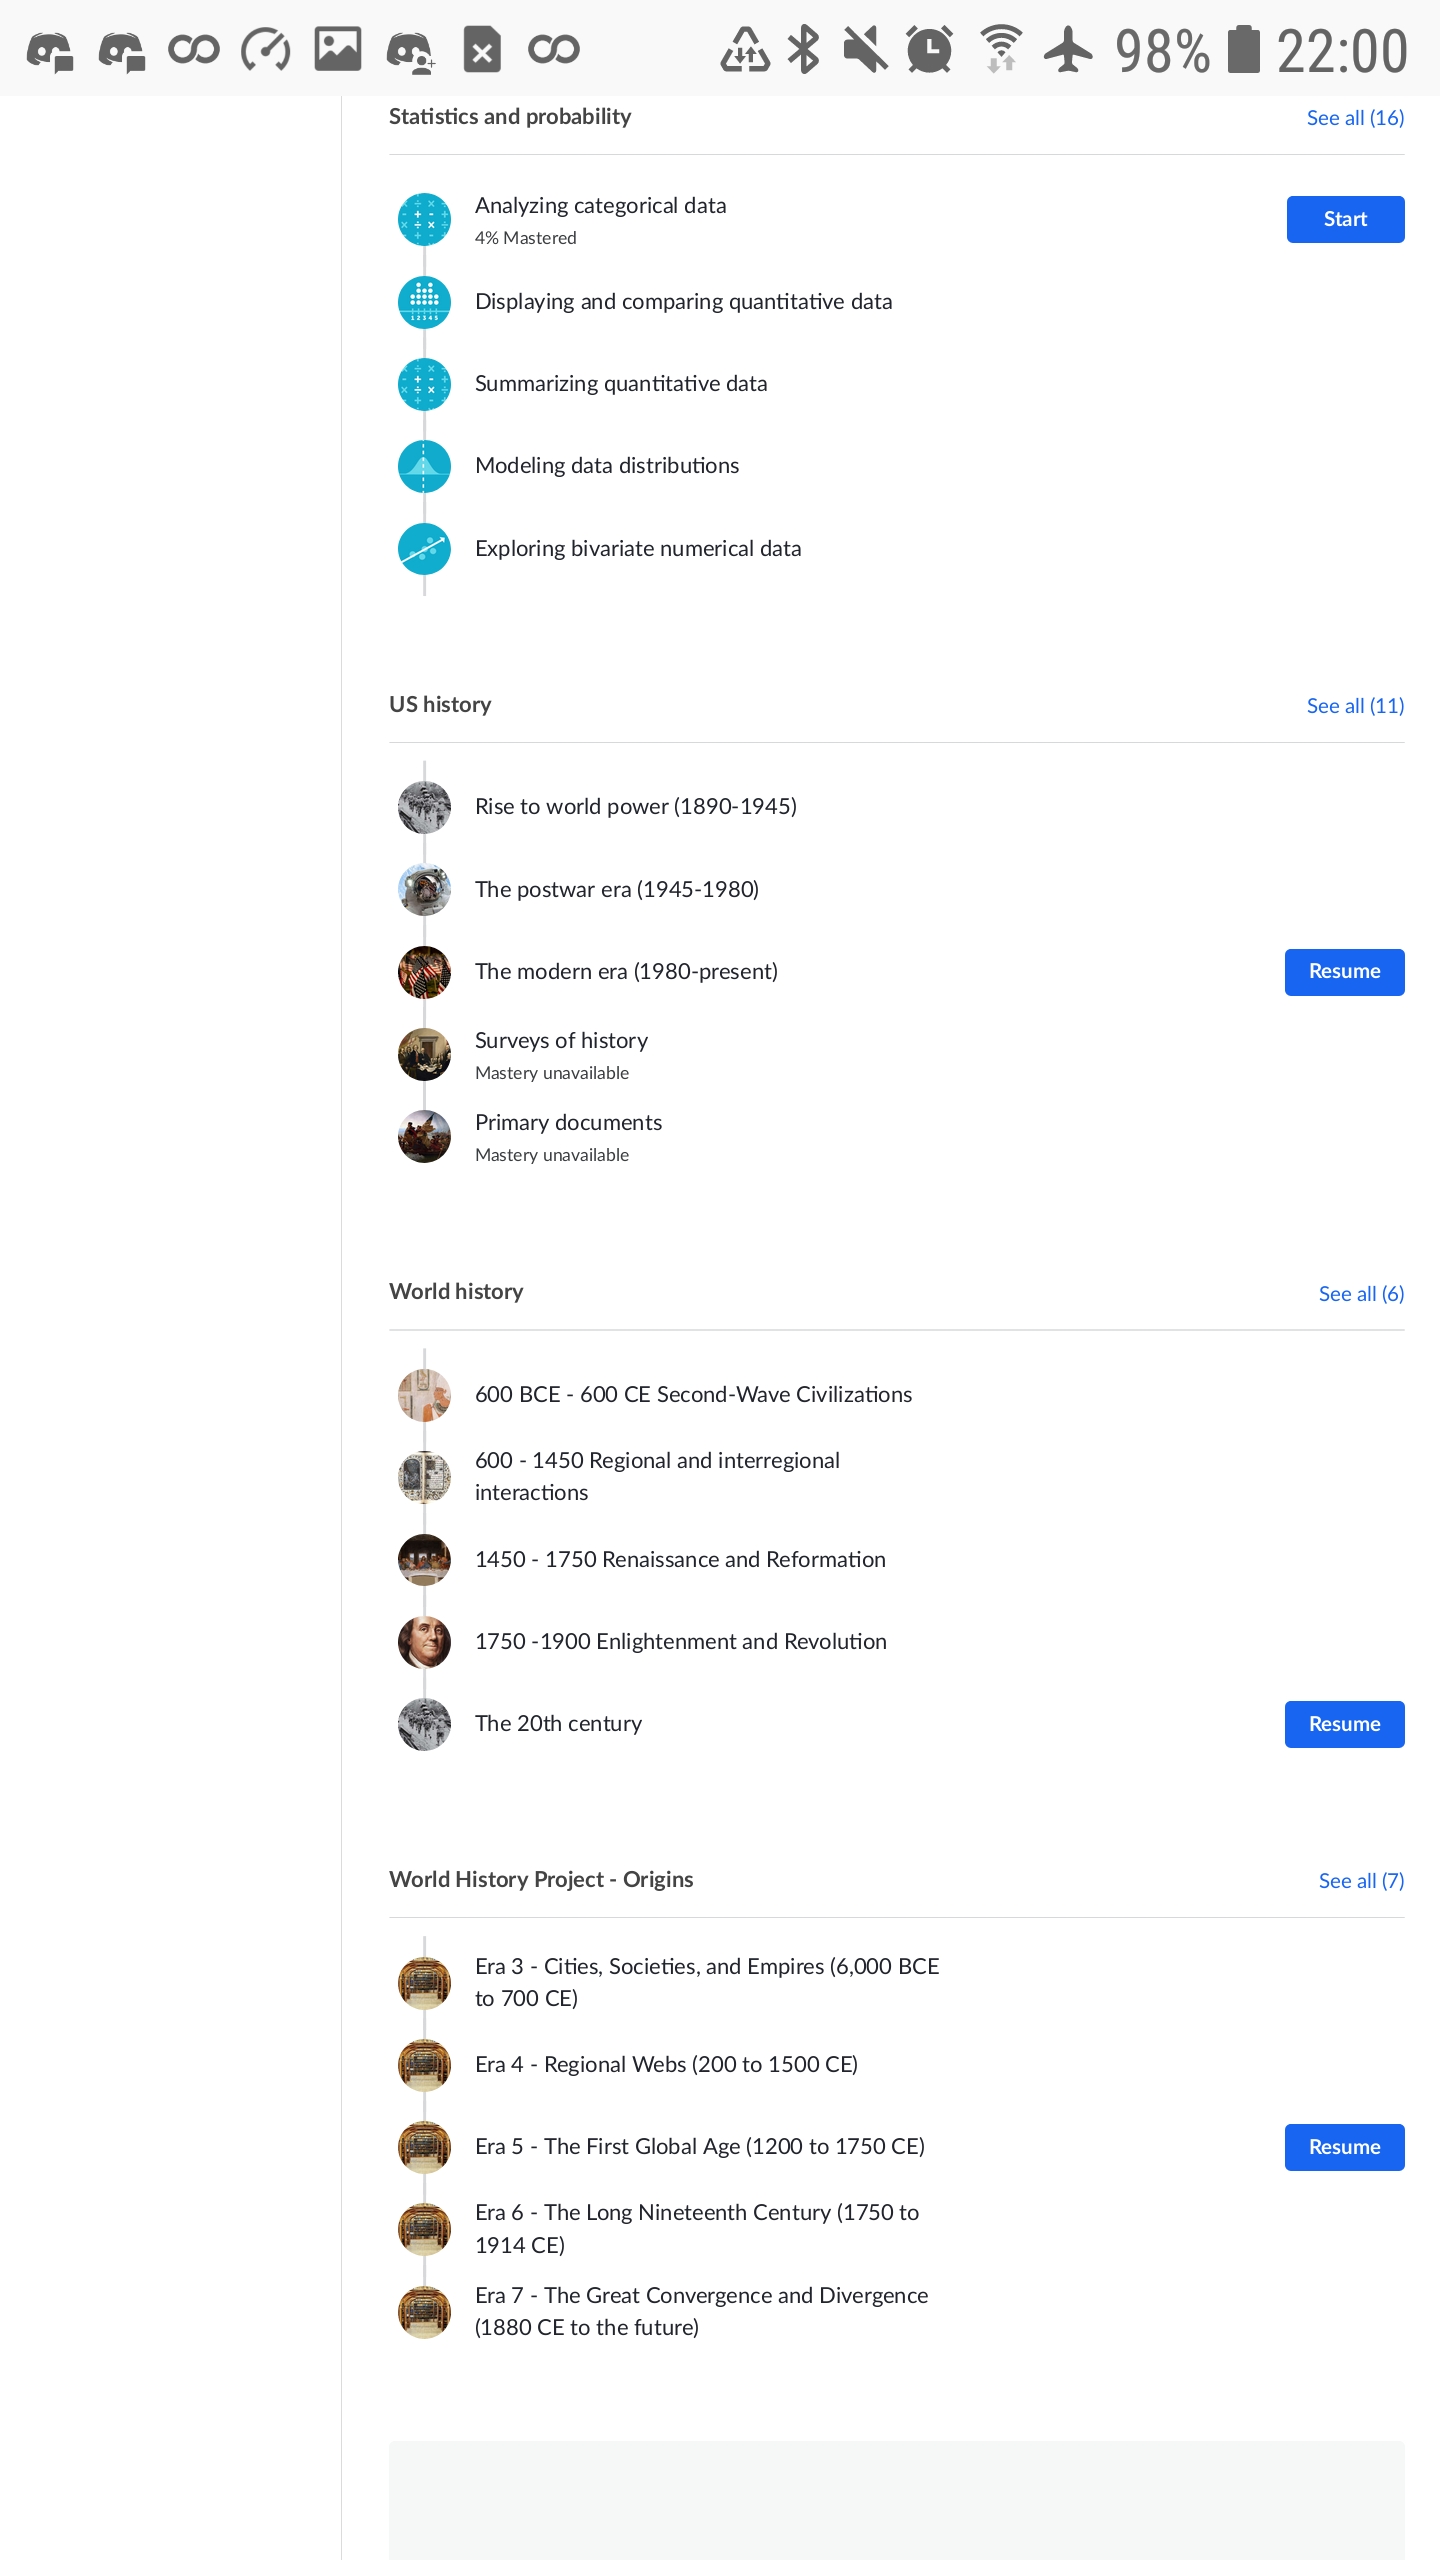 98% 22:00
Statistics and probability
See all (16)
Analyzing categorical data
4% Mastered
Start
Displaying and comparing quantitative data
1 2 3 4 5
Summarizing quantitative data
Modeling data distributions
Exploring bivariate numerical data
US history
See all (11)
Rise to world power (1890-1945)
The postwar era (1945-1980)
The modern era (1980-present)
Resume
Surveys of history
Mastery unavailable
Primary documents
Mastery unavailable
World history
See all (6)
600 BCE - 600 CE Second-Wave Civilizations
600 - 1450 Regional and interregional
interactions
1450 - 1750 Renaissance and Reformation
1750 -1900 Enlightenment and Revolution
The 20th century
Resume
World History Project - Origins
See all (7)
Era 3 - Cities, Societies, and Empires (6,000 BCE
to 700 CE)
Era 4 - Regional Webs (200 to 1500 CE)
Era 5 - The First Global Age (1200 to 1750 CE)
Resume
Era 6 - The Long Nineteenth Century (1750 to
1914 CE)
Era 7 - The Great Convergence and Divergence
(1880 CE to the future)